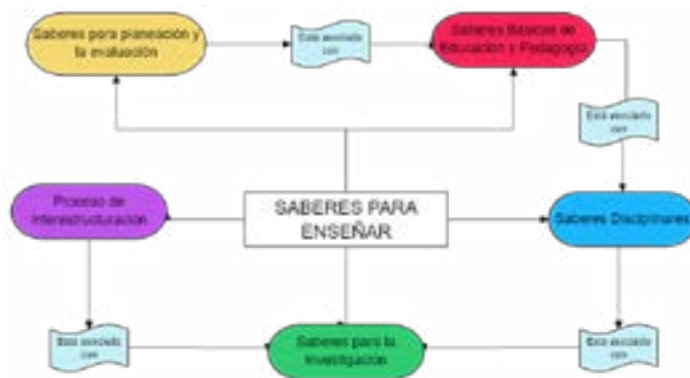 Saberes para planeación y
la evaluación
Está asociado
con
Saberes Básicos de
Educación y Pedagogía
Está asociado
con
Proceso de
Interestructuración
SABERES PARA
ENSEÑAR
Saberes Disciplinares
Está asociado
con
Saberes para la
Investigación
Está asociado
con